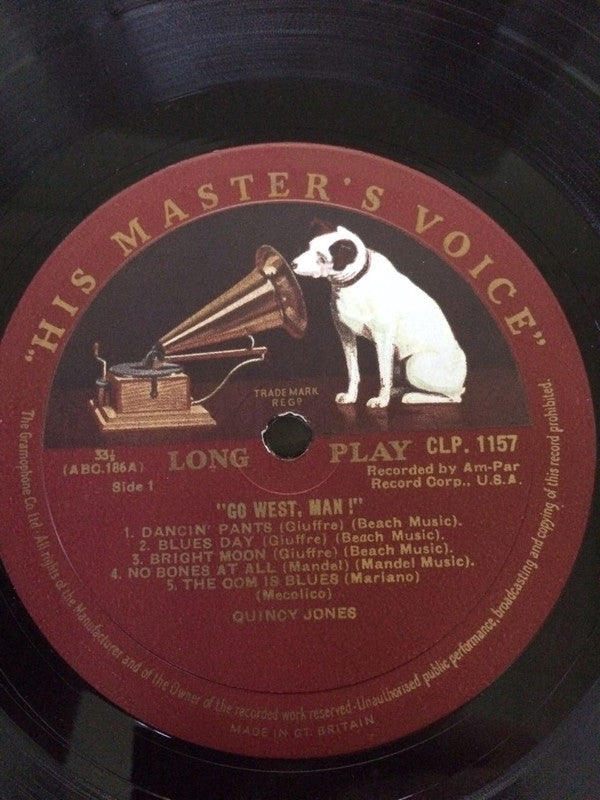 "HIS MASTER'S VOICE"
TRADE MARK
REGD
33⅓
(ABC.186A)
Side 1
LONG PLAY
CLP. 1157
Recorded by Am-Par
Record Corp., U.S.A.
"GO WEST, MAN !"
1. DANCIN' PANTS (Giuffre) (Beach Music).
2. BLUES DAY (Giuffre) (Beach Music).
3. BRIGHT MOON (Giuffre) (Beach Music).
4. NO BONES AT ALL (Mandel) (Mandel Music).
5. THE OOM IS BLUES (Mariano)
(Mecolico)
QUINCY JONES
The Gramophone Co Ltd. All rights of the Manufacturer and of the Owner of the recorded work reserved-Unauthorised public performance, broadcasting and copying of this record prohibited.
MADE IN GT. BRITAIN